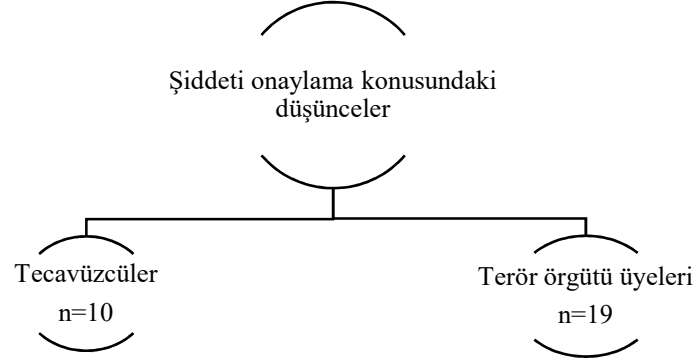 Şiddeti onaylama konusundaki
düşünceler
Tecavüzcüler
n=10
Terör örgütü üyeleri
n=19